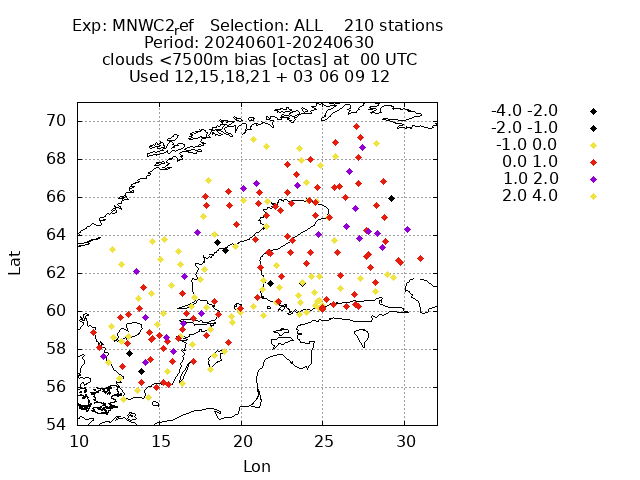 Exp: MNWC2ref   Selection: ALL    210 stations
Period: 20240601-20240630
clouds <7500m bias [octas] at  00 UTC
Used 12,15,18,21 + 03 06 09 12
-4.0 -2.0
-2.0 -1.0
-1.0 0.0
0.0 1.0
1.0 2.0
2.0 4.0
70
68
66
64
62
60
58
56
54
Lat
10 15 20 25 30
Lon